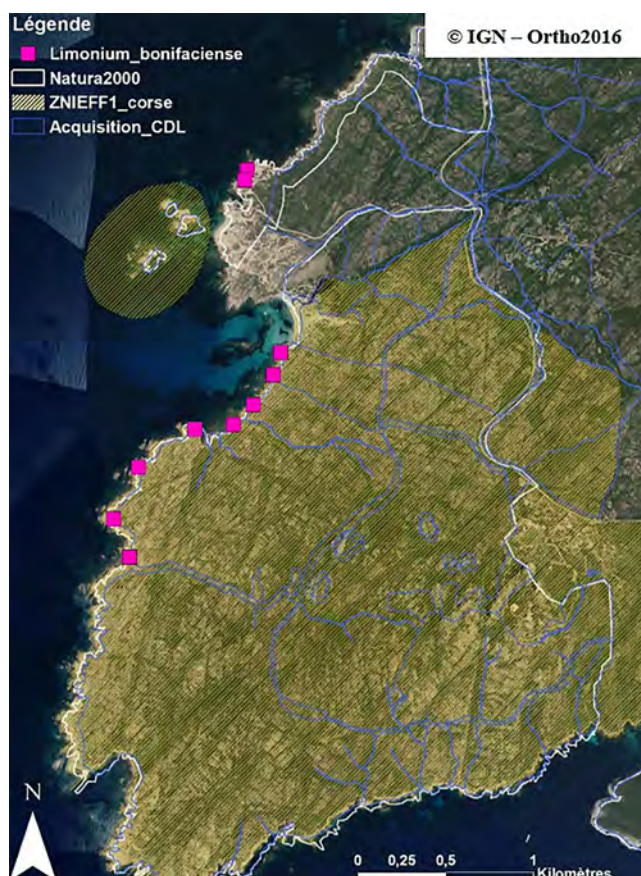 Légende
© IGN – Ortho2016
Limonium_bonifaciense
Natura2000
ZNIEFF1_corse
Acquisition_CDL
N
0 0,25 0,5 1
Kilomètres